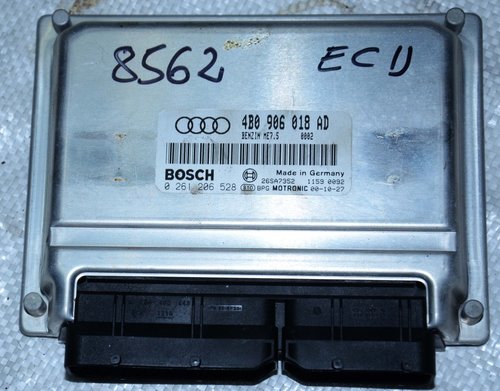 8562 ECU
4B0 906 018 AD
BENZIN ME7.5 0002
BOSCH Made in Germany
26SA7352 1159 0092
0 261 206 528 BPG MOTRONIC 00-10-27